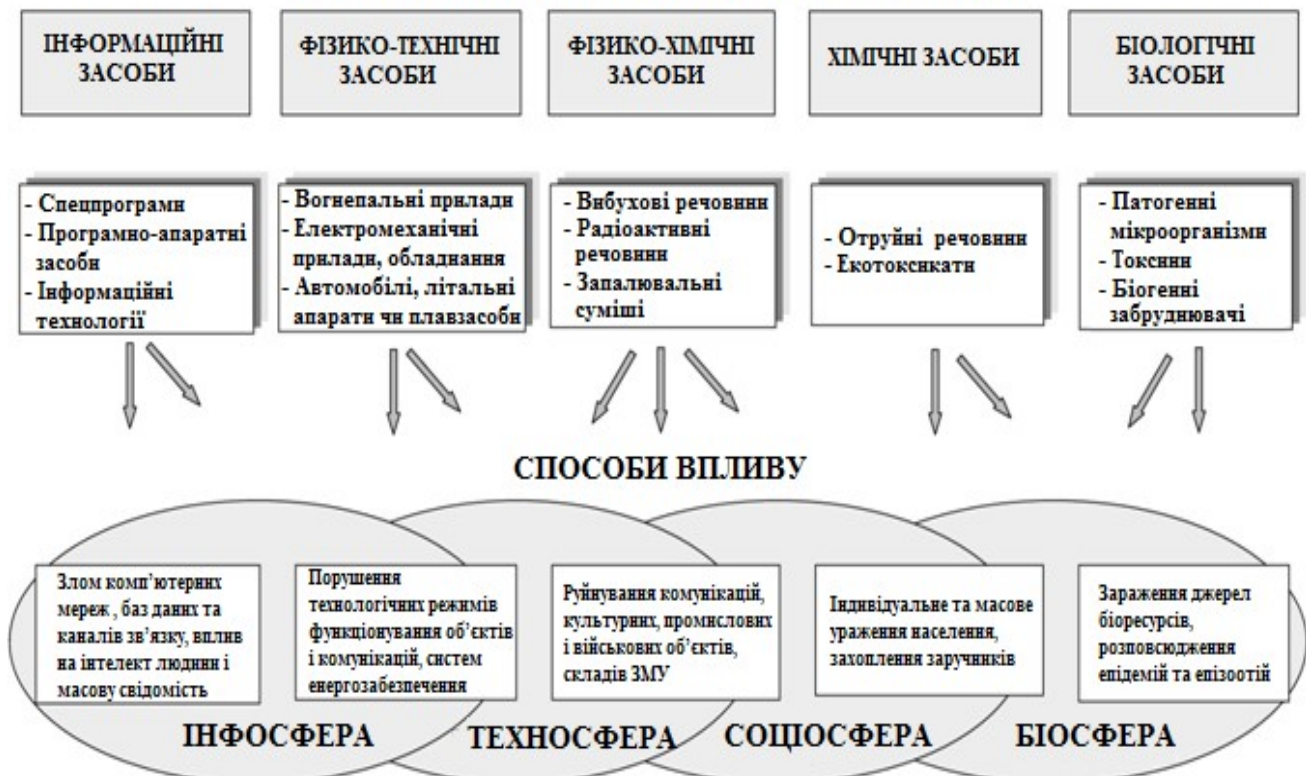 ІНФОРМАЦІЙНІ
ЗАСОБИ
ФІЗИКО-ТЕХНІЧНІ
ЗАСОБИ
ФІЗИКО-ХІМІЧНІ
ЗАСОБИ
ХІМІЧНІ ЗАСОБИ
БІОЛОГІЧНІ
ЗАСОБИ
- Спецпрограми
- Програмно-апаратні
засоби
- Інформаційні
технології
- Вогнепальні прилади
- Електромеханічні
прилади, обладнання
- Автомобілі, літальні
апарати чи плавзасоби
- Вибухові речовини
- Радіоактивні
речовини
- Запалювальні
суміші
- Отруйні речовини
- Екотоксикати
- Патогенні
мікроорганізми
- Токсини
- Біогенні
забруднювачі
СПОСОБИ ВПЛИВУ
Злом комп’ютерних
мереж , баз даних та
каналів зв’язку, вплив
на інтелект людини і
масову свідомість
Порушення
технологічних режимів
функціонування об’єктів
і комунікацій, систем
енергозабезпечення
Руйнування комунікацій,
культурних, промислових
і військових об’єктів,
складів ЗМУ
Індивідуальне та масове
ураження населення,
захоплення заручників
Зараження джерел
біоресурсів,
розповсюдження
епідемій та епізоотій
ІНФОСФЕРА
ТЕХНОСФЕРА
СОЦІОСФЕРА
БІОСФЕРА